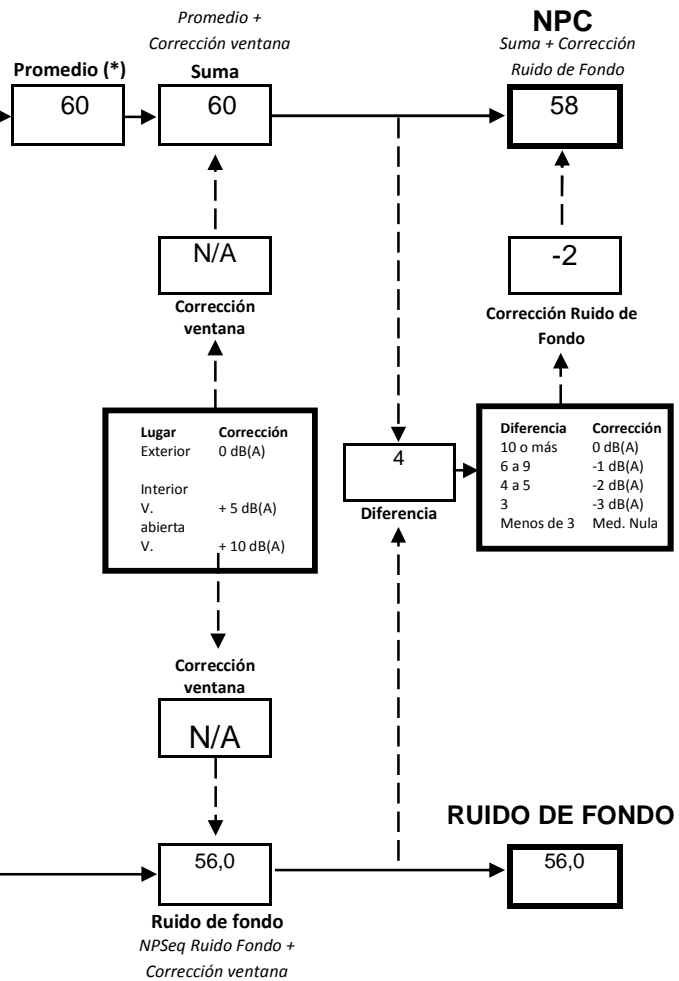 Promedio +
Corrección ventana
NPC
Suma + Corrección
Ruido de Fondo
Promedio (*)
Suma
60
60
58
N/A
Corrección
ventana
-2
Corrección Ruido de
Fondo
Lugar Corrección
Exterior 0 dB(A)
Interior
V. + 5 dB(A)
abierta
V. + 10 dB(A)
4
Diferencia
Diferencia Corrección
10 o más 0 dB(A)
6 a 9 -1 dB(A)
4 a 5 -2 dB(A)
3 -3 dB(A)
Menos de 3 Med. Nula
Corrección
ventana
N/A
RUIDO DE FONDO
56,0
56,0
Ruido de fondo
NPSeq Ruido Fondo +
Corrección ventana